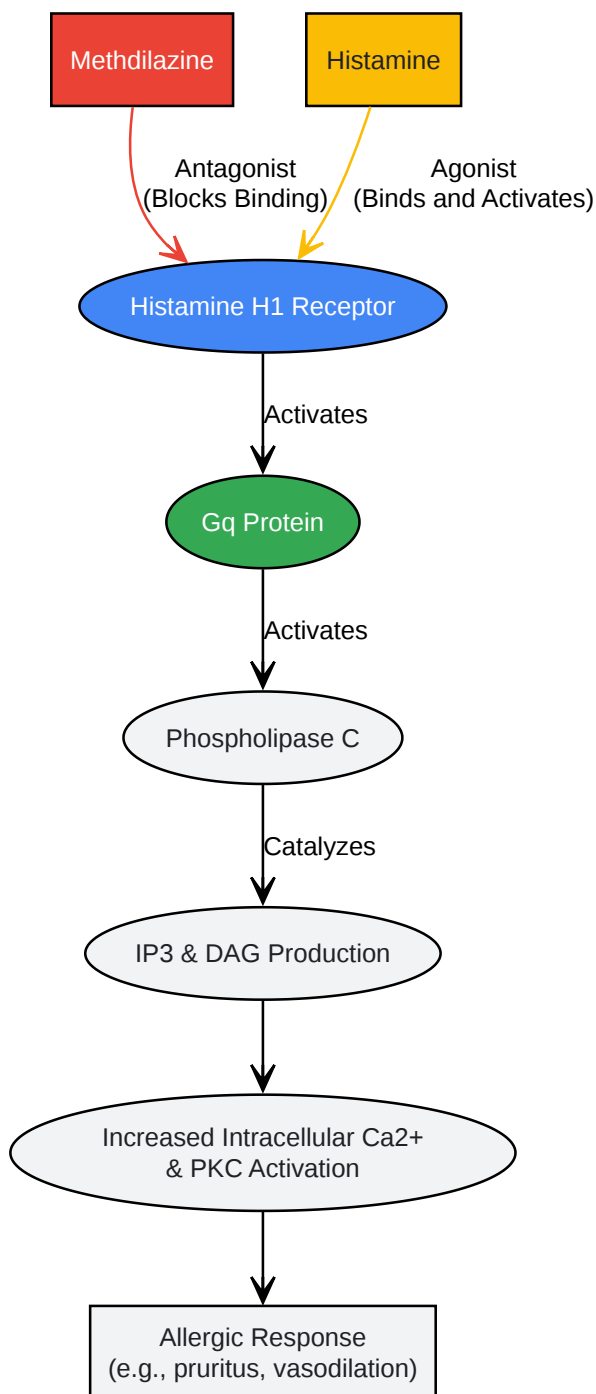 Methdilazine
Histamine
Antagonist
(Blocks Binding)
Agonist
(Binds and Activates)
Histamine H1 Receptor
Activates
Gq Protein
Activates
Phospholipase C
Catalyzes
IP3 & DAG Production
Increased Intracellular Ca2+
& PKC Activation
Allergic Response
(e.g., pruritus, vasodilation)